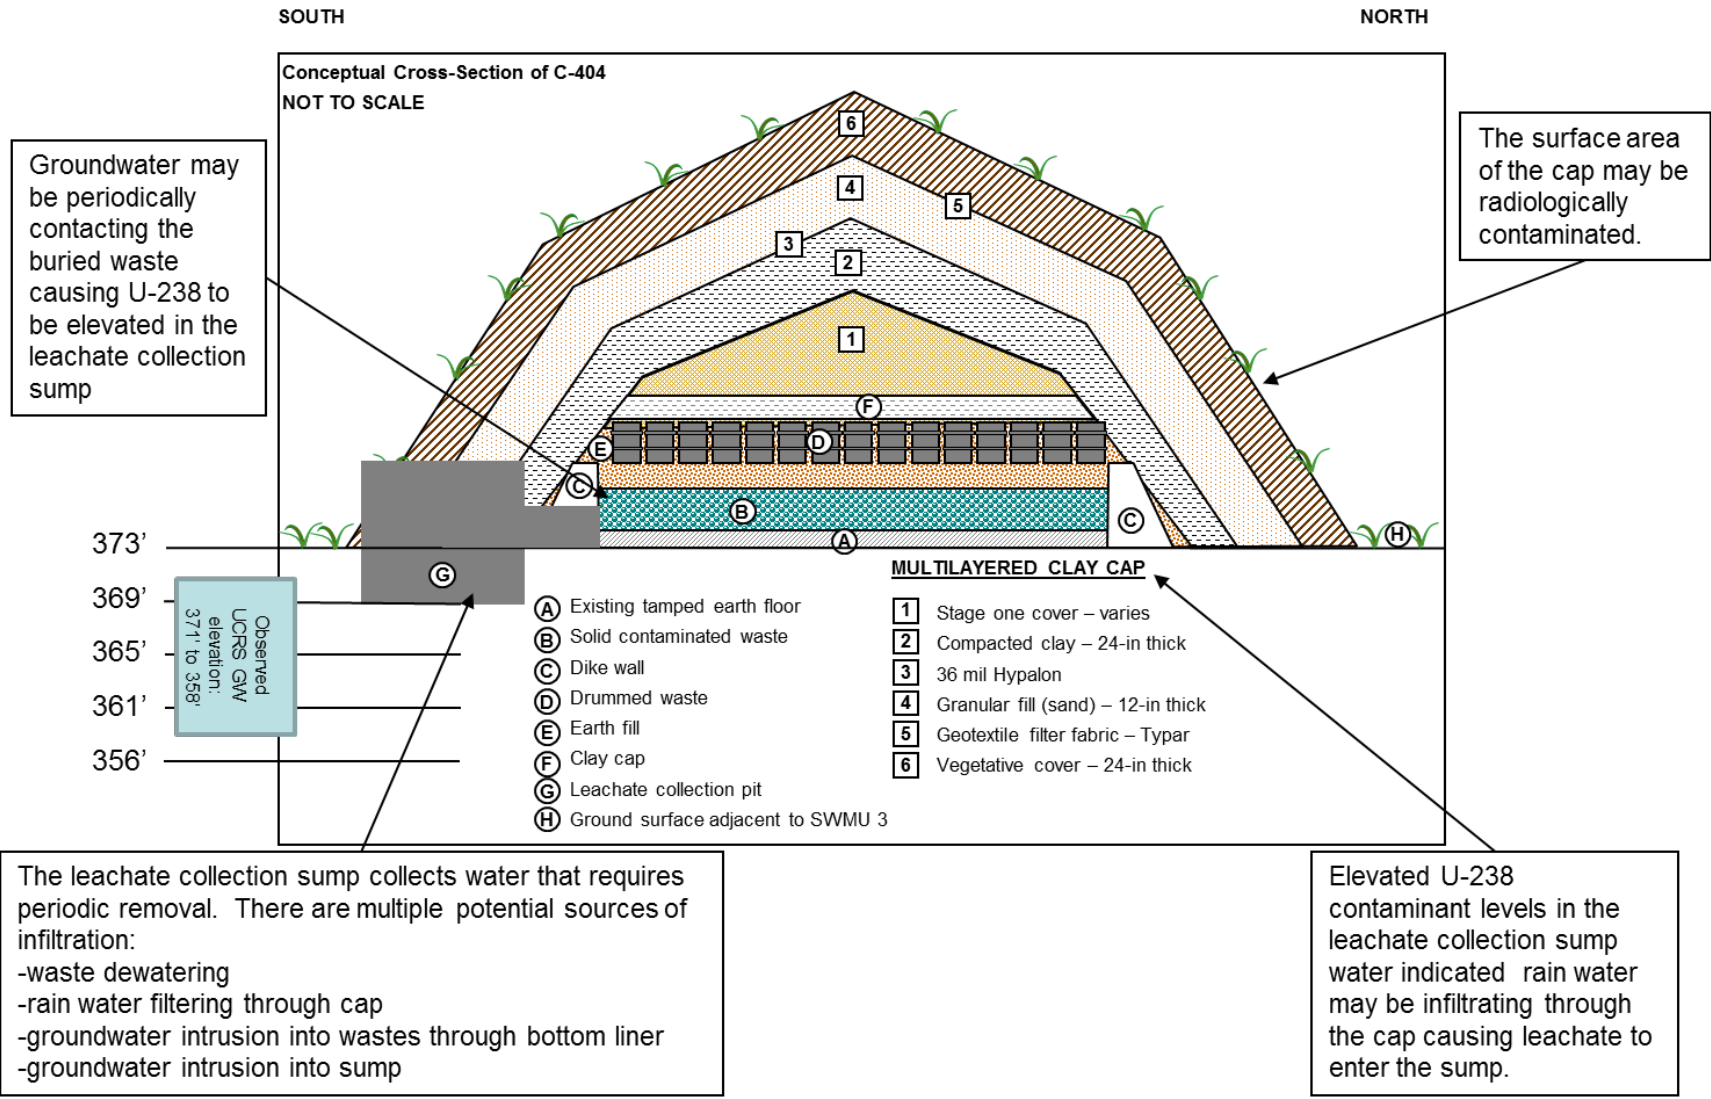 SOUTH
NORTH
Conceptual Cross-Section of C-404
NOT TO SCALE
Groundwater may
be periodically
contacting the
buried waste
causing U-238 to
be elevated in the
leachate collection
sump
The surface area
of the cap may be
radiologically
contaminated.
6
4
5
3
2
1
F
D
E
C
B
C
A
H
G
373’
369’
365’
361’
356’
Observed
UCRS GW
elevation:
371' to 358'
A Existing tamped earth floor
B Solid contaminated waste
C Dike wall
D Drummed waste
E Earth fill
F Clay cap
G Leachate collection pit
H Ground surface adjacent to SWMU 3
MULTILAYERED CLAY CAP
1 Stage one cover – varies
2 Compacted clay – 24-in thick
3 36 mil Hypalon
4 Granular fill (sand) – 12-in thick
5 Geotextile filter fabric – Typar
6 Vegetative cover – 24-in thick
The leachate collection sump collects water that requires
periodic removal. There are multiple potential sources of
infiltration:
-waste dewatering
-rain water filtering through cap
-groundwater intrusion into wastes through bottom liner
-groundwater intrusion into sump
Elevated U-238
contaminant levels in the
leachate collection sump
water indicated rain water
may be infiltrating through
the cap causing leachate to
enter the sump.